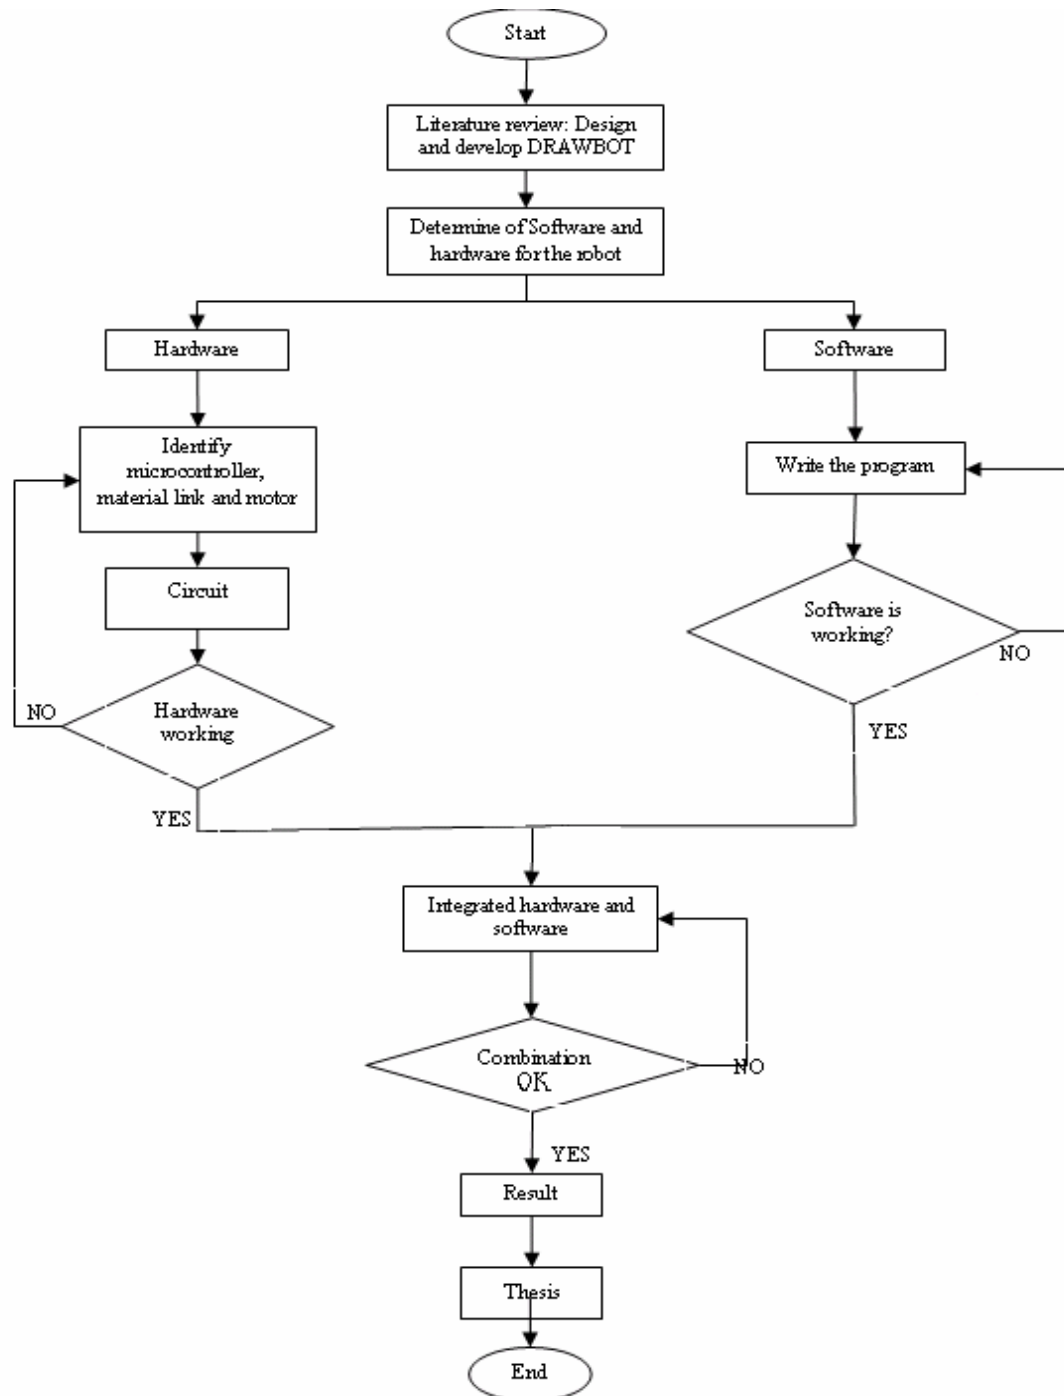 Start
Literature review: Design
and develop DRAWBOT
Determine of Software and
hardware for the robot
Hardware
Software
Identify
microcontroller,
material link and motor
Write the program
Circuit
Software is
working?
NO
Hardware
working
NO
YES
YES
Integrated hardware and
software
Combination
OK
NO
YES
Result
Thesis
End